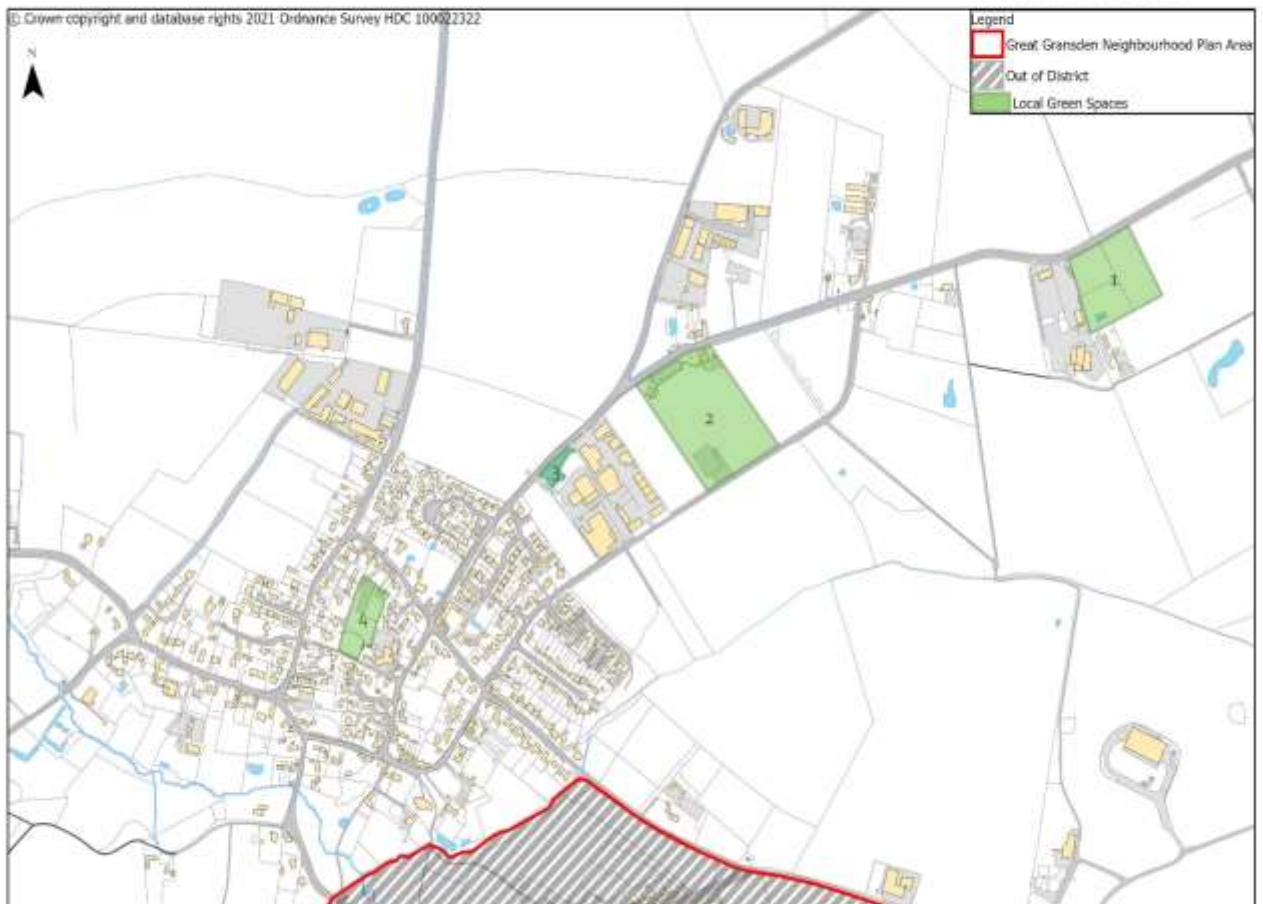 © Crown copyright and database rights 2021 Ordnance Survey HDC 100022322
Legend
Great Gransden Neighbourhood Plan Area
Out of District
Local Green Spaces
N
1
2
3
4